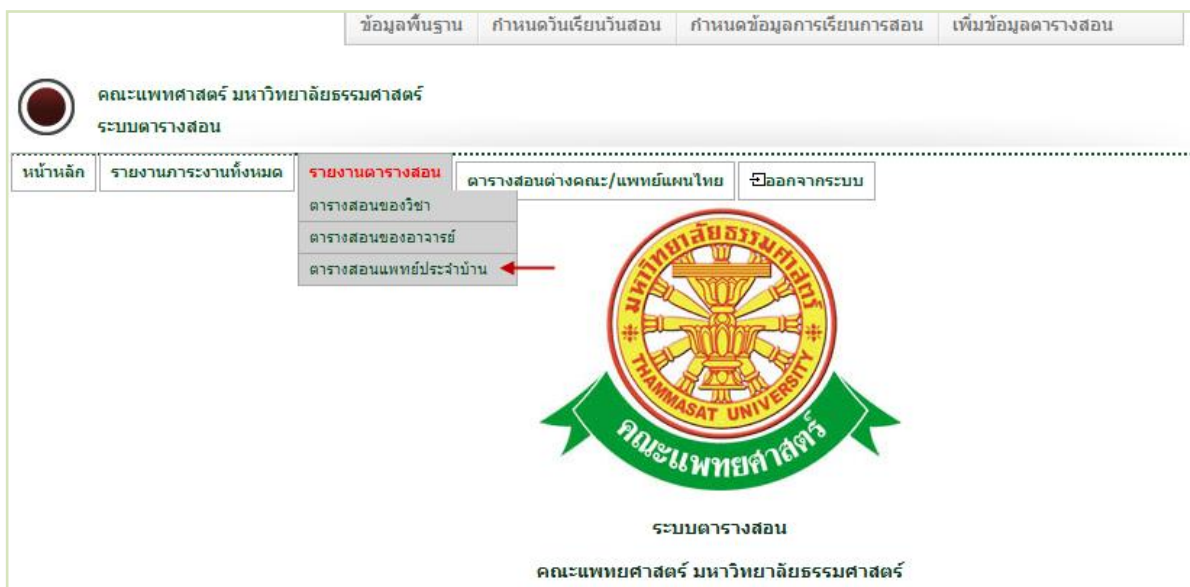 ข้อมูลพื้นฐาน กำหนดวันเรียนวันสอน กำหนดข้อมูลการเรียนการสอน เพิ่มข้อมูลตารางสอน
คณะแพทศาสตร์ มหาวิทยาลัยธรรมศาสตร์
ระบบตารางสอน
หน้าหลัก รายงานภาระงานทั้งหมด รายงานตารางสอน ตารางสอนต่างคณะ/แพทย์แผนไทย ออกจากระบบ
ตารางสอนของวิชา
ตารางสอนของอาจารย์
ตารางสอนแพทย์ประจำบ้าน
มหาวิทยาลัยธรรมศาสตร์
THAMMASAT UNIVERSITY
คณะแพทยศาสตร์
ระบบตารางสอน
คณะแพทยศาสตร์ มหาวิทยาลัยธรรมศาสตร์